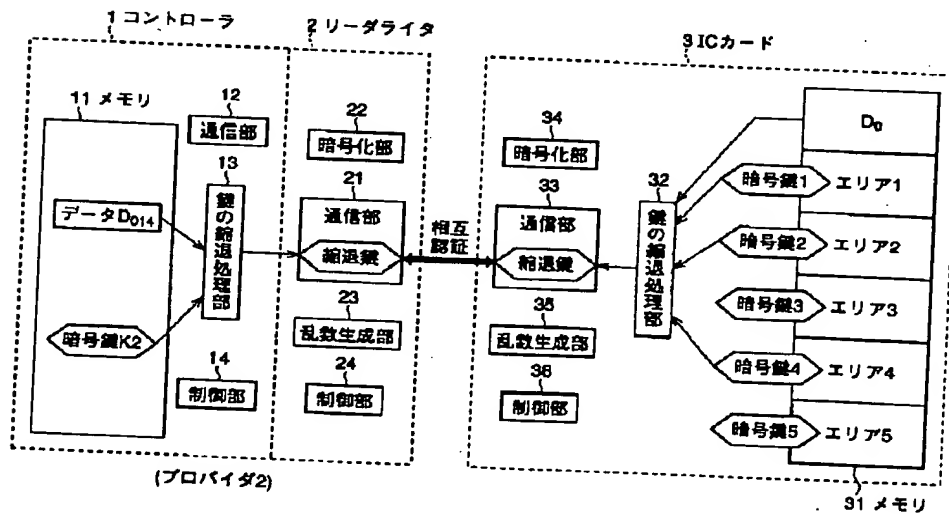 1 コントローラ
2 リーダライタ
3 ICカード
11 メモリ
12
通信部
13
鍵の縮退処理部
データD014
暗号鍵K2
14
制御部
(プロバイダ2)
22
暗号化部
21
通信部
縮退鍵
23
乱数生成部
24
制御部
相互
認証
34
暗号化部
33
通信部
縮退鍵
35
乱数生成部
36
制御部
32
鍵の縮退処理部
D0
暗号鍵1 エリア1
暗号鍵2 エリア2
暗号鍵3 エリア3
暗号鍵4 エリア4
暗号鍵5 エリア5
31 メモリ